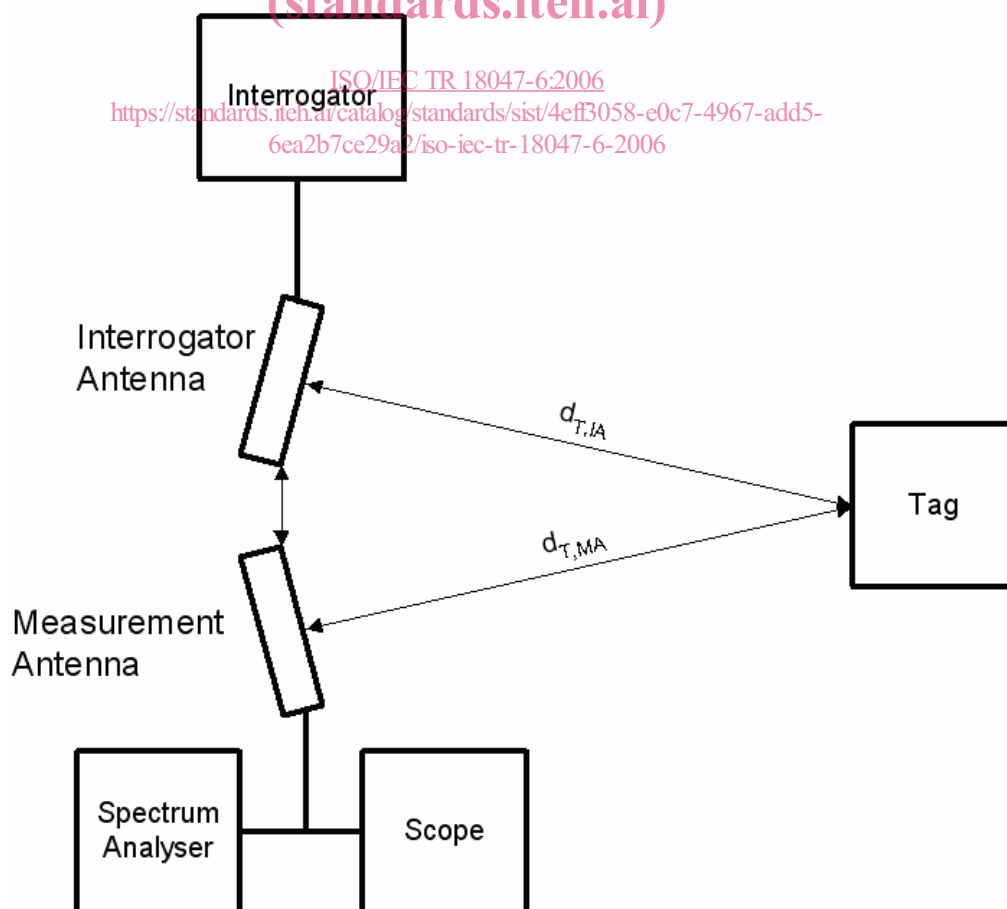 (standards.iteh.ai)
ISO/IEC TR 18047-6:2006
https://standards.iteh.ai/catalog/standards/sist/4eff3058-e0c7-4967-add5-
6ea2b7ce29a2/iso-iec-tr-18047-6-2006
Interrogator
Interrogator
Antenna
dT,IA
Tag
dT,MA
Measurement
Antenna
Spectrum
Analyser
Scope